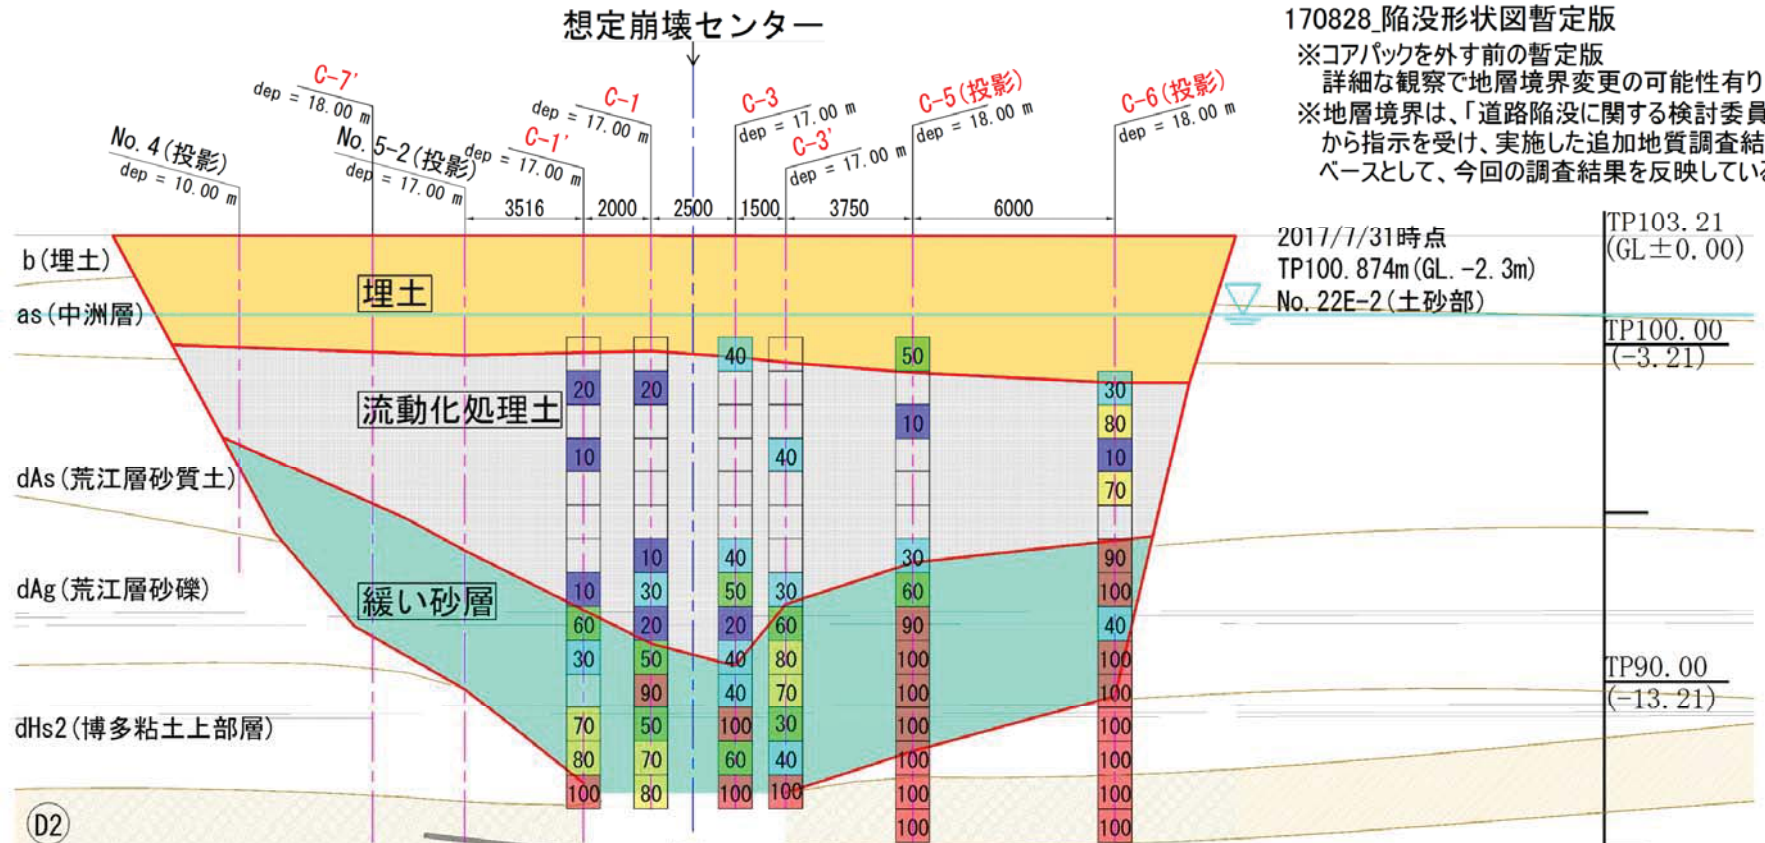 想定崩壊センター
170828_陥没形状図暫定版
※コアパックを外す前の暫定版
詳細な観察で地層境界変更の可能性有り
※地層境界は、「道路陥没に関する検討委員
から指示を受け、実施した追加地質調査結
ベースとして、今回の調査結果を反映している
C-7'
dep = 18.00 m
C-1
dep = 17.00 m
C-3
dep = 17.00 m
C-5(投影)
dep = 18.00 m
C-6(投影)
dep = 18.00 m
No.4(投影)
dep = 10.00 m
No.5-2(投影)
dep = 17.00 m
C-1'
dep = 17.00 m
C-3'
dep = 17.00 m
3516 2000 2500 1500 3750 6000
TP103.21
(GL±0.00)
2017/7/31時点
TP100.874m(GL.-2.3m)
No.22E-2(土砂部)
b(埋土)
埋土
as(中洲層)
TP100.00
(-3.21)
40 50
20 20 30
流動化処理土
10 80
10 40 10
dAs(荒江層砂質土)
70
10 40 30 90
dAg(荒江層砂礫)
緩い砂層
10 30 50 30 60 100
60 20 20 60 90 40
30 50 40 80 100 100
TP90.00
(-13.21)
90 40 70 100 100
dHs2(博多粘土上部層)
70 50 100 30 100 100
80 70 60 40 100 100
100 80 100 100 100 100
D2
100 100